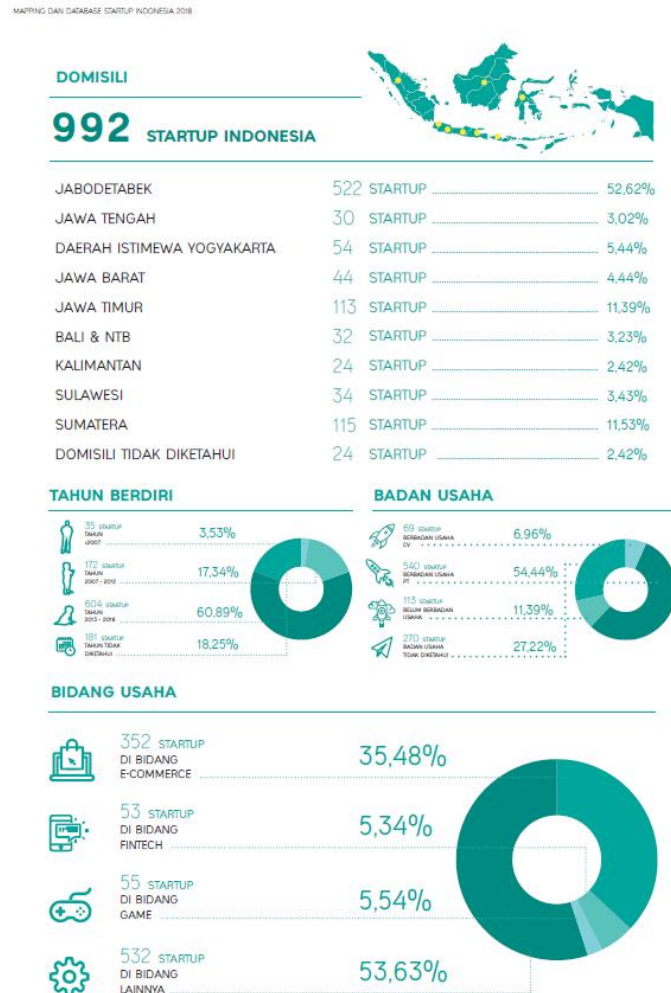 MAPPING DAN DATABASE STARTUP INDONESIA 2018
DOMISILI
992 STARTUP INDONESIA
JABODETABEK 522 STARTUP 52,62%
JAWA TENGAH 30 STARTUP 3,02%
DAERAH ISTIMEWA YOGYAKARTA 54 STARTUP 5,44%
JAWA BARAT 44 STARTUP 4,44%
JAWA TIMUR 113 STARTUP 11,39%
BALI & NTB 32 STARTUP 3,23%
KALIMANTAN 24 STARTUP 2,42%
SULAWESI 34 STARTUP 3,43%
SUMATERA 115 STARTUP 11,53%
DOMISILI TIDAK DIKETAHUI 24 STARTUP 2,42%
TAHUN BERDIRI
35 STARTUP 3,53%
TAHUN
<2007
172 STARTUP 17,34%
TAHUN
2007 - 2012
604 STARTUP 60,89%
TAHUN
2013 - 2018
181 STARTUP 18,25%
TAHUN TIDAK
DIKETAHUI
BADAN USAHA
69 STARTUP 6,96%
BERBADAN USAHA
CV
540 STARTUP 54,44%
BERBADAN USAHA
PT
113 STARTUP 11,39%
BELUM BERBADAN
USAHA
270 STARTUP 27,22%
BADAN USAHA
TIDAK DIKETAHUI
BIDANG USAHA
352 STARTUP 35,48%
DI BIDANG
E-COMMERCE
53 STARTUP 5,34%
DI BIDANG
FINTECH
55 STARTUP 5,54%
DI BIDANG
GAME
532 STARTUP 53,63%
DI BIDANG
LAINNYA